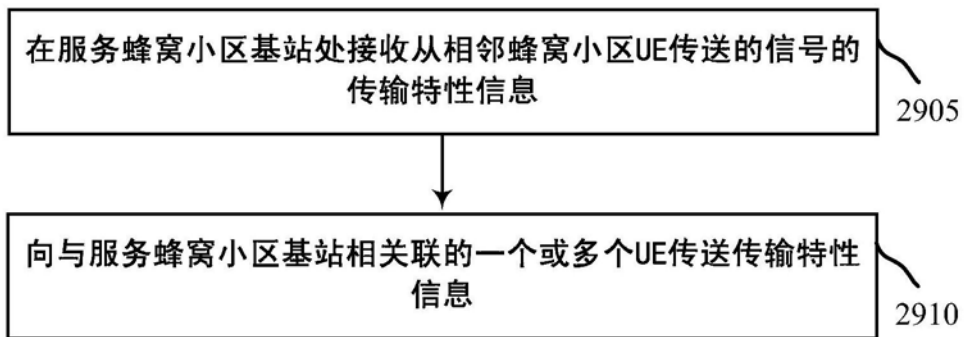 在服务蜂窝小区基站处接收从相邻蜂窝小区UE传送的信号的
传输特性信息
2905
向与服务蜂窝小区基站相关联的一个或多个UE传送传输特性
信息
2910